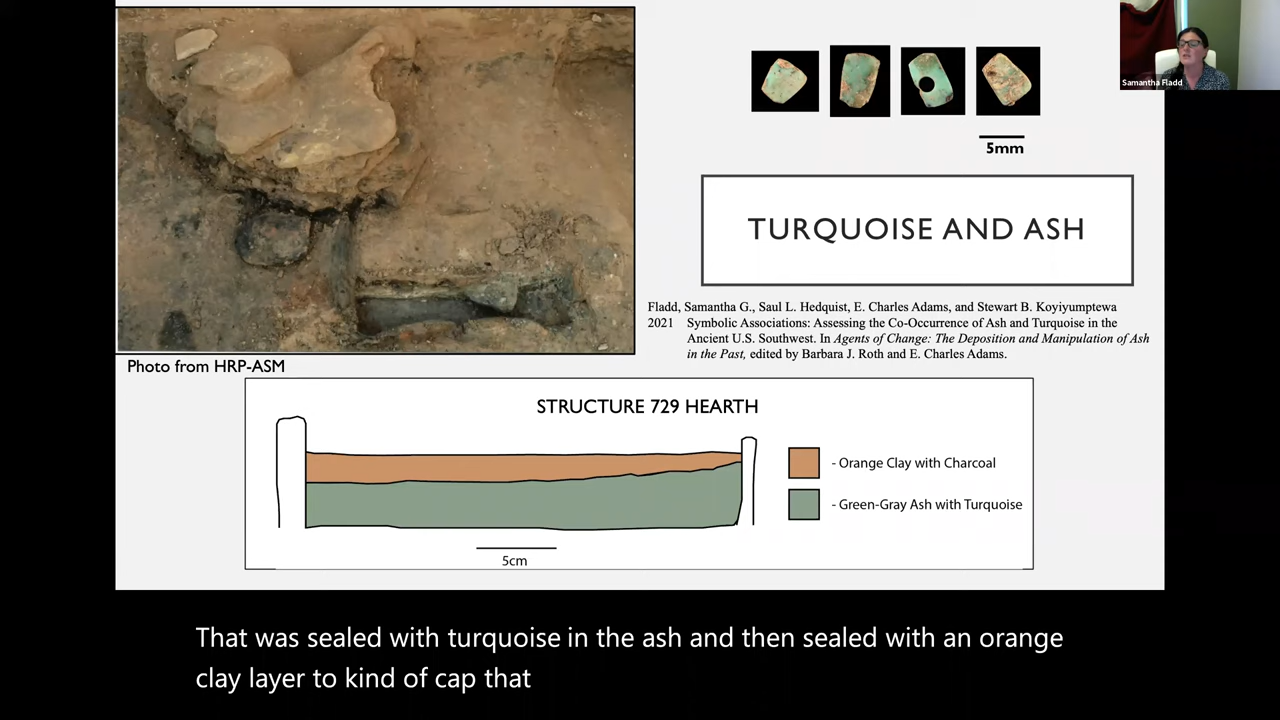 Samantha Fladd
5mm
TURQUOISE AND ASH
Fladd, Samantha G., Saul L. Hedquist, E. Charles Adams, and Stewart B. Koyiyumptewa
2021 Symbolic Associations: Assessing the Co-Occurrence of Ash and Turquoise in the
Ancient U.S. Southwest. In Agents of Change: The Deposition and Manipulation of Ash
in the Past, edited by Barbara J. Roth and E. Charles Adams.
Photo from HRP-ASM
STRUCTURE 729 HEARTH
- Orange Clay with Charcoal
- Green-Gray Ash with Turquoise
5cm
That was sealed with turquoise in the ash and then sealed with an orange
clay layer to kind of cap that